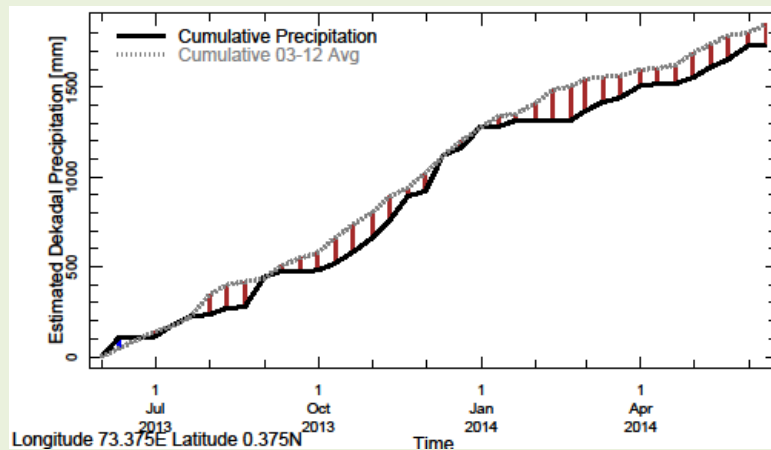 Cumulative Precipitation
Cumulative 03-12 Avg
Estimated Dekadal Precipitation [mm]
0
500
1000
1500
1 1 1 1
Jul Oct Jan Apr
2013 2013 2014 2014
Longitude 73.375E Latitude 0.375N Time